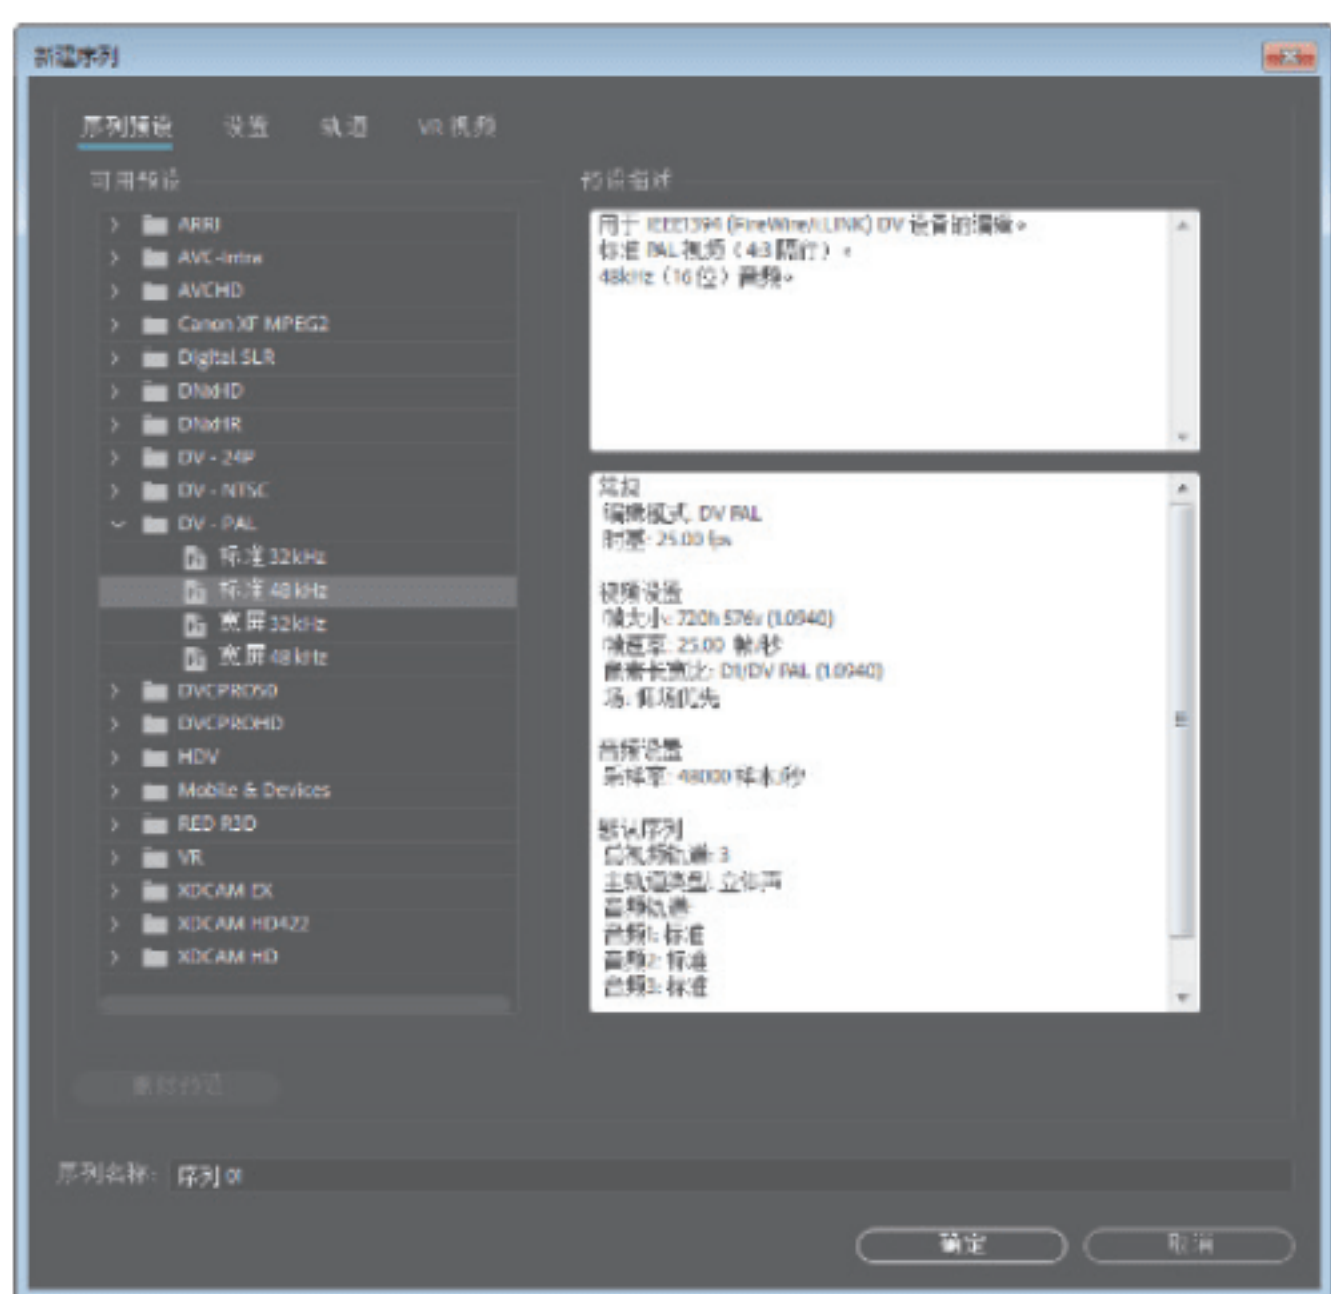 新建序列
序列预设 设置 轨道 VR 视频
可用预设
ARRI
AVC-Intra
AVCHD
Canon XF MPEG2
Digital SLR
DNxHD
DNxHR
DV - 24P
DV - NTSC
DV - PAL
标准 32kHz
标准 48kHz
宽屏 32kHz
宽屏 48kHz
DVCPRO50
DVCPROHD
HDV
Mobile & Devices
RED R3D
VR
XDCAM EX
XDCAM HD422
XDCAM HD
预设描述
用于 IEEE1394 (FireWire/i.LINK) DV 设备的编辑。
标准 PAL 视频（4:3 隔行）。
48kHz（16 位）音频。
常规
编辑模式: DV PAL
时基: 25.00 fps
视频设置
帧大小: 720h 576v (1.0940)
帧速率: 25.00 帧/秒
像素长宽比: D1/DV PAL (1.0940)
场: 低场优先
音频设置
采样率: 48000 样本/秒
默认序列
总视频轨道: 3
主轨道类型: 立体声
音频轨道:
音频1: 标准
音频2: 标准
音频3: 标准
删除预设
序列名称: 序列 01
确定 取消